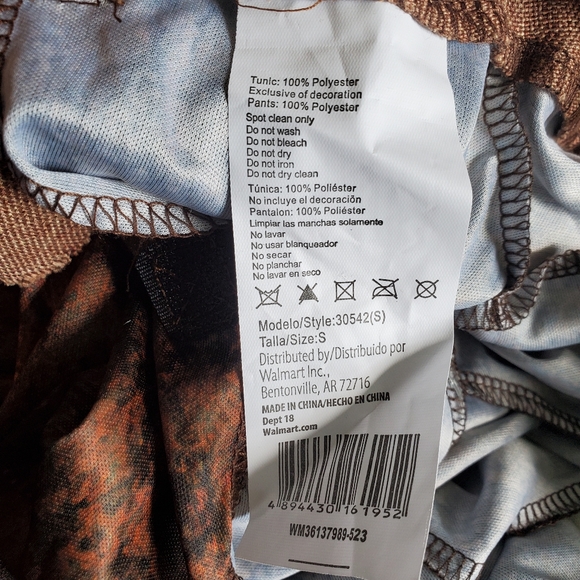 Tunic: 100% Polyester
Exclusive of decoration
Pants: 100% Polyester
Spot clean only
Do not wash
Do not bleach
Do not dry
Do not iron
Do not dry clean
Túnica: 100% Poliéster
No incluye el decoración
Pantalon: 100% Poliéster
Limpiar las manchas solamente
No lavar
No usar blanqueador
No secar
No planchar
No lavar en seco
Modelo/Style:30542(S)
Talla/Size:S
Distributed by/Distribuido por
Walmart Inc.,
Bentonville, AR 72716
MADE IN CHINA/HECHO EN CHINA
Dept 18
Walmart.com
4 894430 161952
WM36137989-523